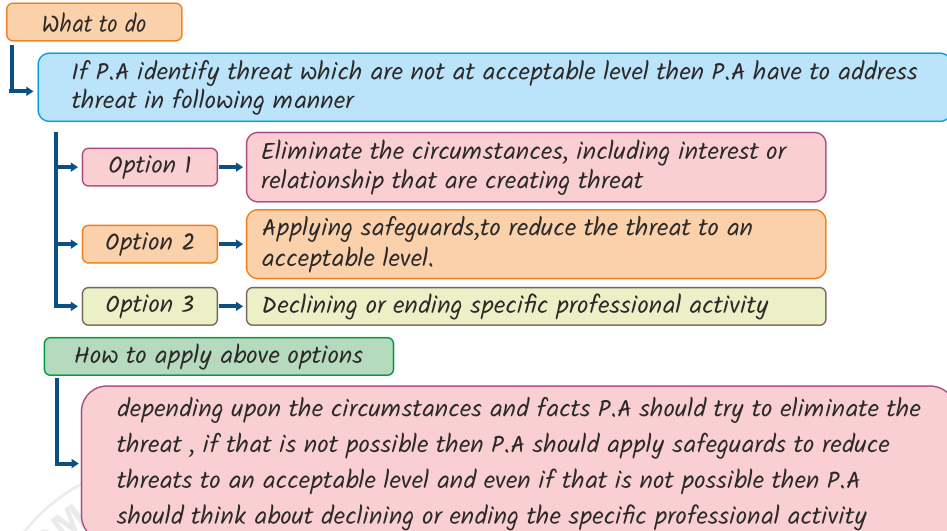 What to do
If P.A identify threat which are not at acceptable level then P.A have to address
threat in following manner
Option 1
Eliminate the circumstances, including interest or
relationship that are creating threat
Option 2
Applying safeguards,to reduce the threat to an
acceptable level.
Option 3
Declining or ending specific professional activity
How to apply above options
depending upon the circumstances and facts P.A should try to eliminate the
threat , if that is not possible then P.A should apply safeguards to reduce
threats to an acceptable level and even if that is not possible then P.A
should think about declining or ending the specific professional activity